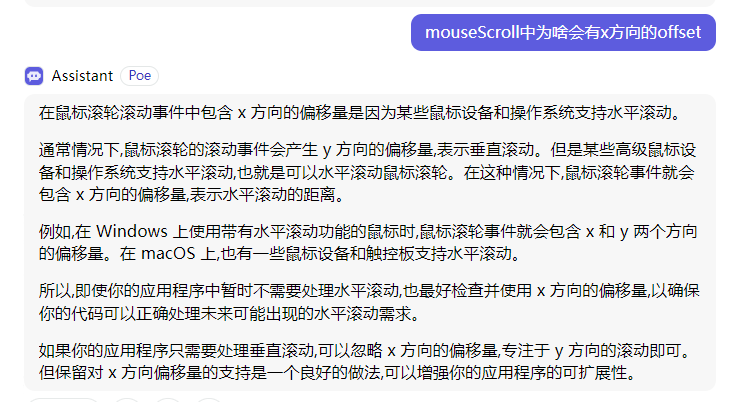 mouseScroll中为啥会有x方向的offset
Assistant Poe
在鼠标滚轮滚动事件中包含 x 方向的偏移量是因为某些鼠标设备和操作系统支持水平滚动。
通常情况下,鼠标滚轮的滚动事件会产生 y 方向的偏移量,表示垂直滚动。但是某些高级鼠标设
备和操作系统支持水平滚动,也就是可以水平滚动鼠标滚轮。在这种情况下,鼠标滚轮事件就会
包含 x 方向的偏移量,表示水平滚动的距离。
例如,在 Windows 上使用带有水平滚动功能的鼠标时,鼠标滚轮事件就会包含 x 和 y 两个方向
的偏移量。在 macOS 上,也有一些鼠标设备和触控板支持水平滚动。
所以,即使你的应用程序中暂时不需要处理水平滚动,也最好检查并使用 x 方向的偏移量,以确保
你的代码可以正确处理未来可能出现的水平滚动需求。
如果你的应用程序只需要处理垂直滚动,可以忽略 x 方向的偏移量,专注于 y 方向的滚动即可。
但保留对 x 方向偏移量的支持是一个良好的做法,可以增强你的应用程序的可扩展性。